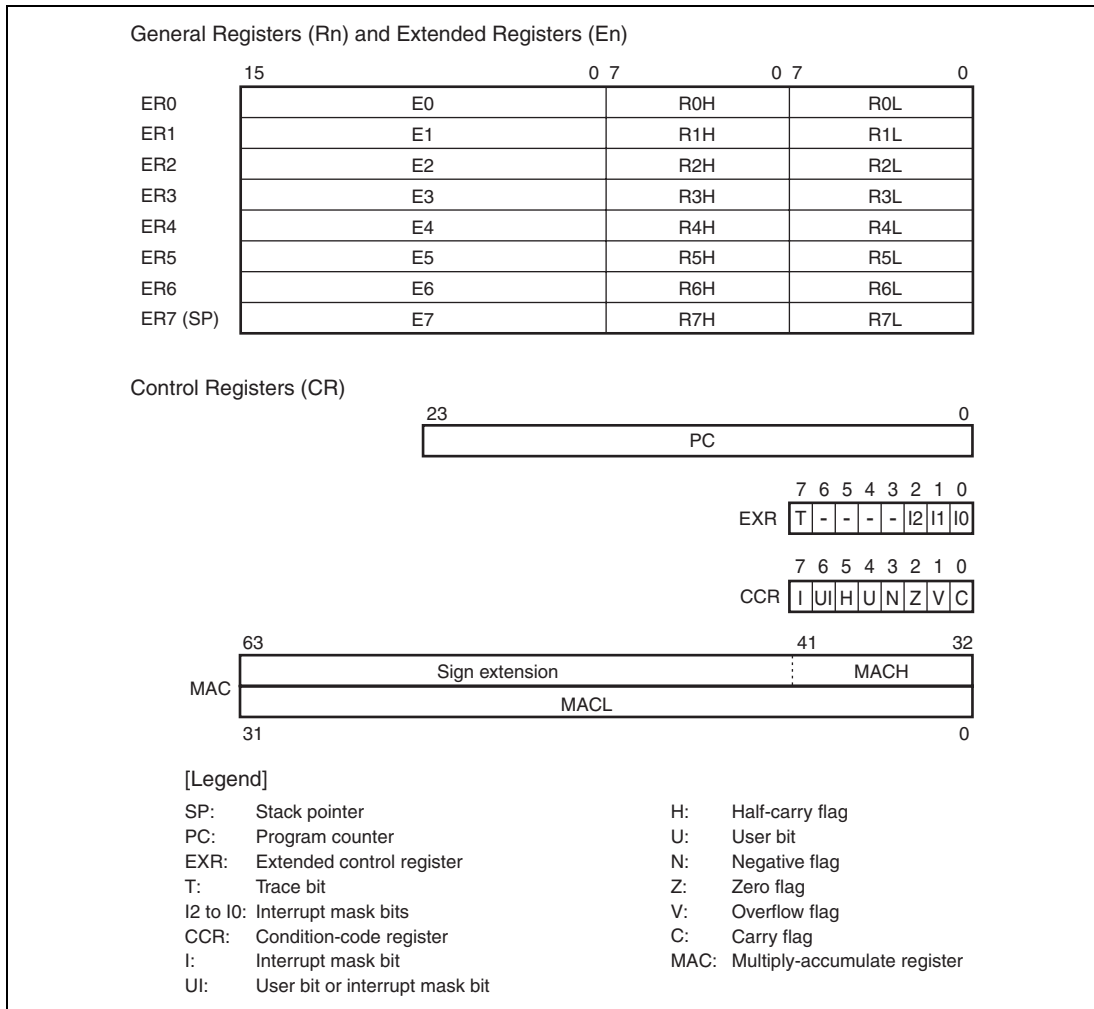 General Registers (Rn) and Extended Registers (En)
15 0 7 0 7 0
ER0 E0 R0H R0L
ER1 E1 R1H R1L
ER2 E2 R2H R2L
ER3 E3 R3H R3L
ER4 E4 R4H R4L
ER5 E5 R5H R5L
ER6 E6 R6H R6L
ER7 (SP) E7 R7H R7L
Control Registers (CR)
23 0
PC
7 6 5 4 3 2 1 0
EXR T - - - - I2 I1 I0
7 6 5 4 3 2 1 0
CCR I UI H U N Z V C
63 41 32
Sign extension MACH
MAC
MACL
31 0
[Legend]
SP: Stack pointer
PC: Program counter
EXR: Extended control register
T: Trace bit
I2 to I0: Interrupt mask bits
CCR: Condition-code register
I: Interrupt mask bit
UI: User bit or interrupt mask bit
H: Half-carry flag
U: User bit
N: Negative flag
Z: Zero flag
V: Overflow flag
C: Carry flag
MAC: Multiply-accumulate register